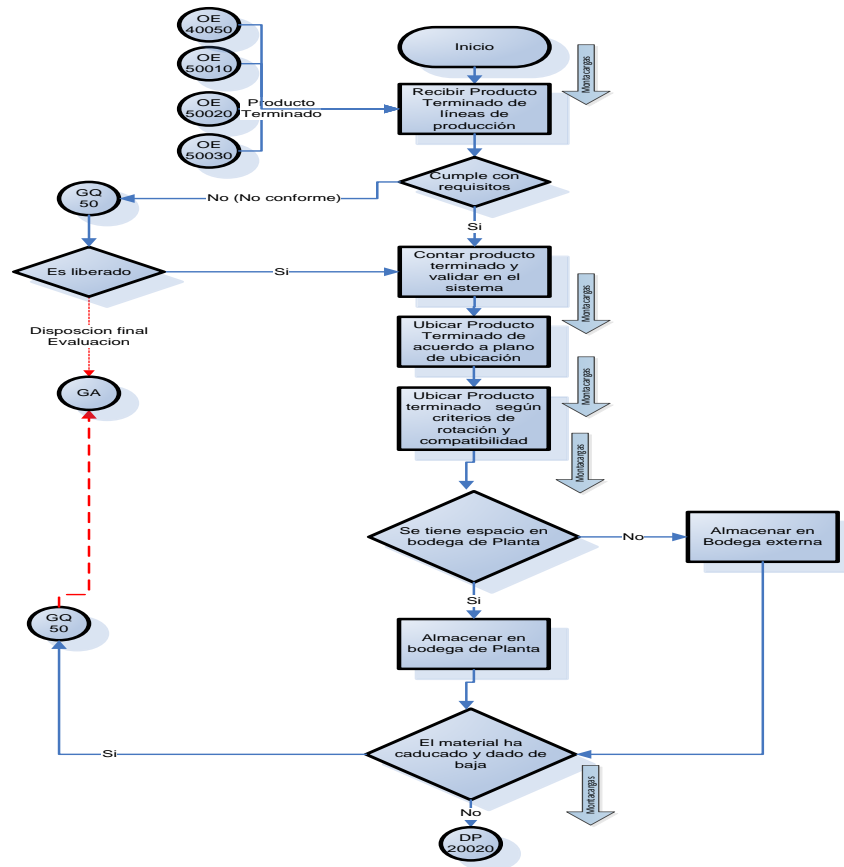 OE
40050
OE
50010
OE
50020
OE
50030
Producto
Terminado
Inicio
Montacargas
Recibir Producto
Terminado de
líneas de
producción
Cumple con
requisitos
No (No conforme)
GQ
50
Si
Es liberado
Si
Contar producto
terminado y
validar en el
sistema
Montacargas
Disposcion final
Evaluacion
Ubicar Producto
Terminado de
acuerdo a plano
de ubicación
Montacargas
GA
Ubicar Producto
terminado según
criterios de
rotación y
compatibilidad
Montacargas
Se tiene espacio en
bodega de Planta
No
Almacenar en
Bodega externa
Si
GQ
50
Almacenar en
bodega de Planta
El material ha
caducado y dado de
baja
Si
Montacargas
No
DP
20020